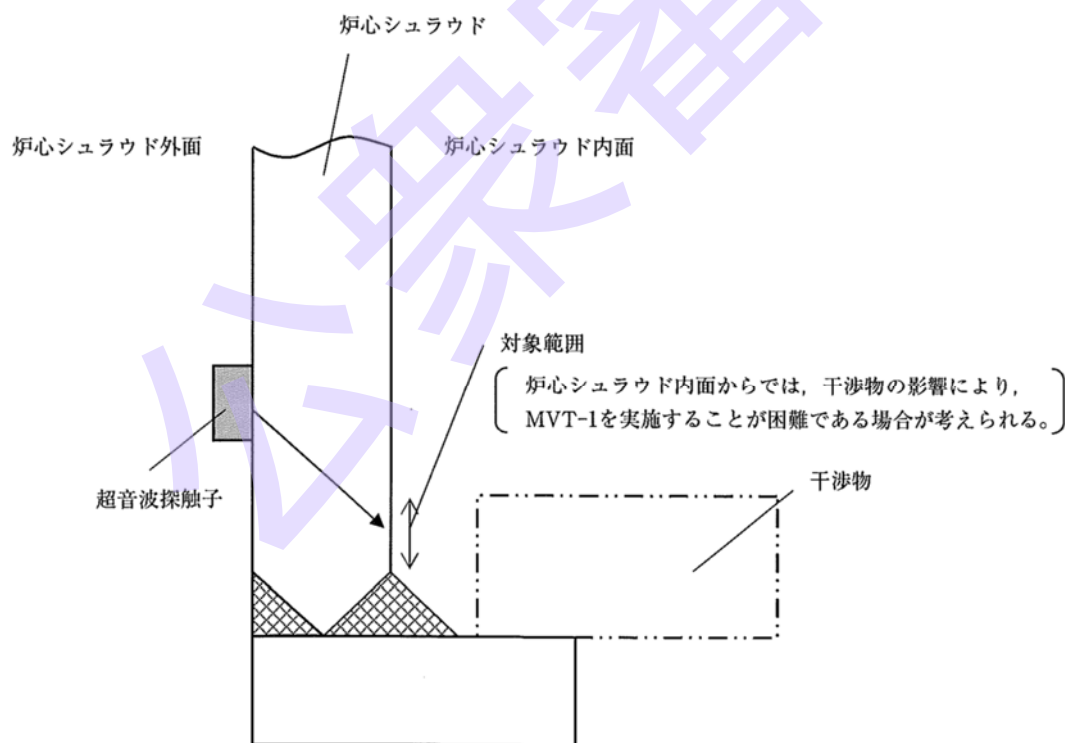 炉心シュラウド
炉心シュラウド外面
炉心シュラウド内面
対象範囲
炉心シュラウド内面からでは，干渉物の影響により，
MVT-1を実施することが困難である場合が考えられる。
干渉物
超音波探触子
公衆審